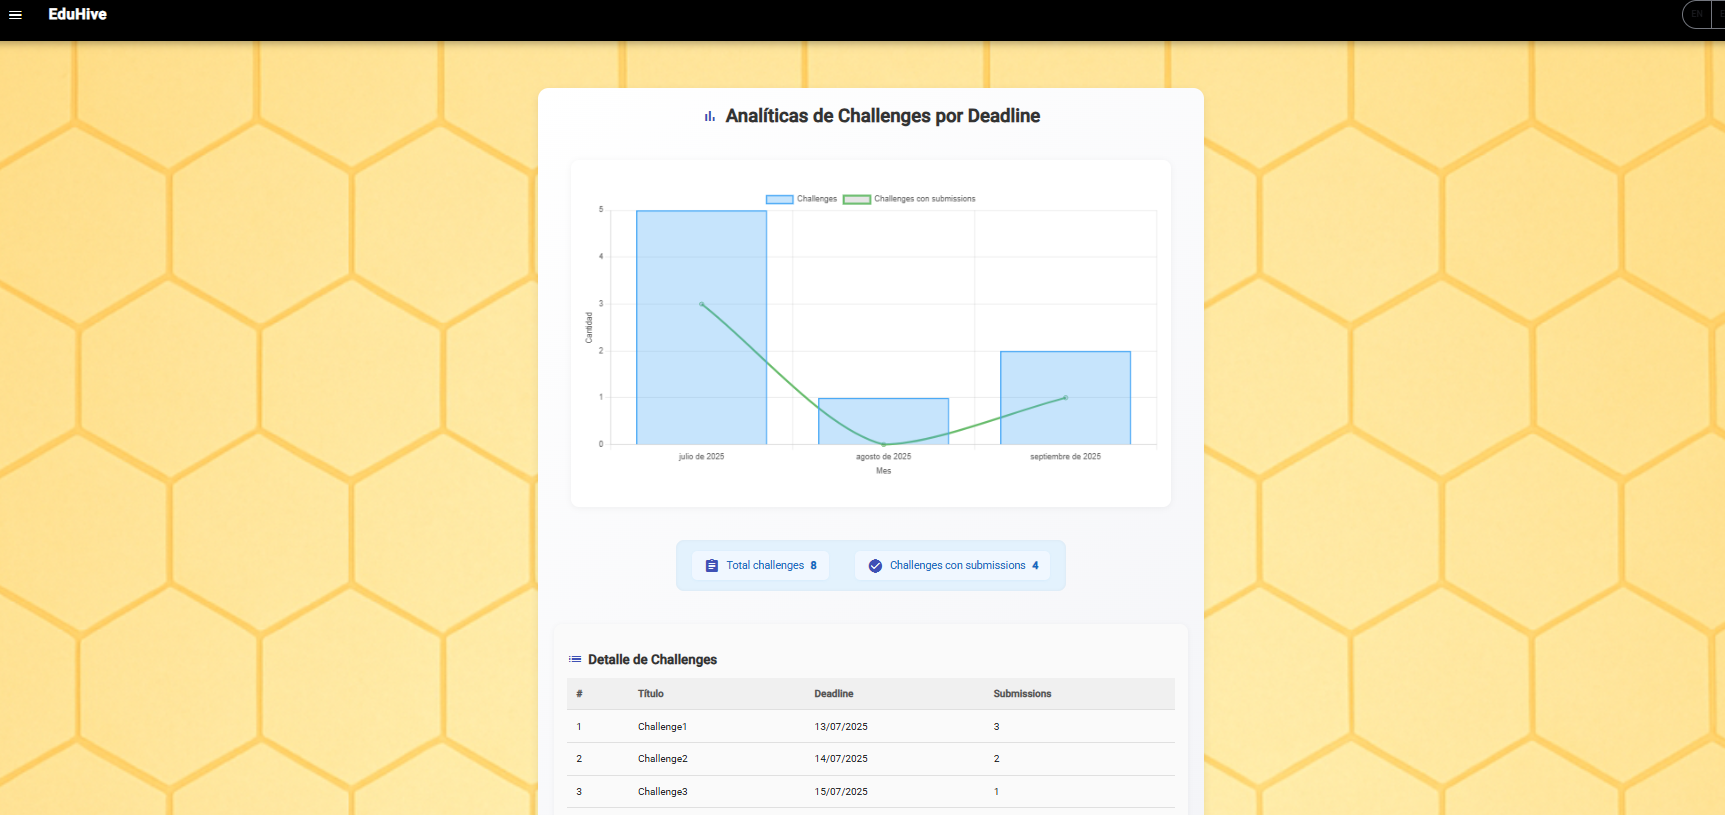 EduHive
EN
Analíticas de Challenges por Deadline
Challenges Challenges con submissions
5
4
3
2
1
0
Cantidad
julio de 2025 agosto de 2025 septiembre de 2025
Mes
Total challenges 8 Challenges con submissions 4
Detalle de Challenges
# Título Deadline Submissions
1 Challenge1 13/07/2025 3
2 Challenge2 14/07/2025 2
3 Challenge3 15/07/2025 1